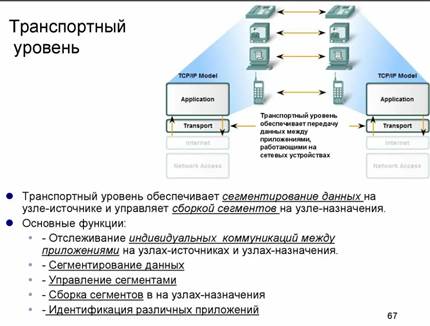 Транспортный
уровень
TCP/IP Model
TCP/IP Model
Application
Application
Transport
Transport
Internet
Internet
Network Access
Network Access
Транспортный уровень
обеспечивает передачу
данных между
приложениями,
работающими на
сетевых устройствах
Транспортный уровень обеспечивает сегментирование данных на
узле-источнике и управляет сборкой сегментов на узле-назначения.
Основные функции:
- Отслеживание индивидуальных коммуникаций между
приложениями на узлах-источниках и узлах-назначения.
- Сегментирование данных
- Управление сегментами
- Сборка сегментов в на узлах-назначения
- Идентификация различных приложений
67